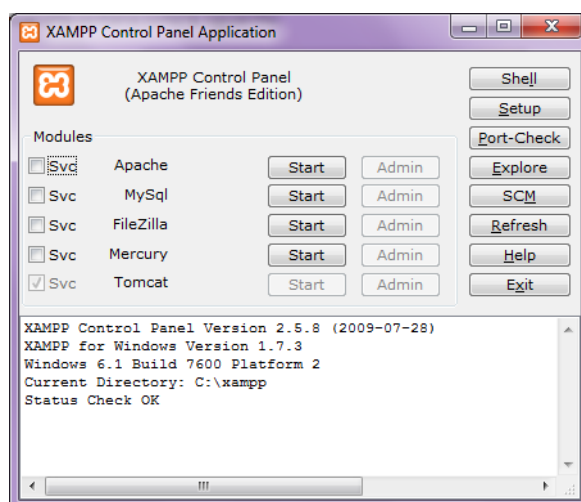 XAMPP Control Panel Application
XAMPP Control Panel
(Apache Friends Edition)
Shell
Setup
Port-Check
Explore
SCM
Refresh
Help
Exit
Modules
Svc Apache Start Admin
Svc MySql Start Admin
Svc FileZilla Start Admin
Svc Mercury Start Admin
Svc Tomcat Start Admin
XAMPP Control Panel Version 2.5.8 (2009-07-28)
XAMPP for Windows Version 1.7.3
Windows 6.1 Build 7600 Platform 2
Current Directory: C:\xampp
Status Check OK